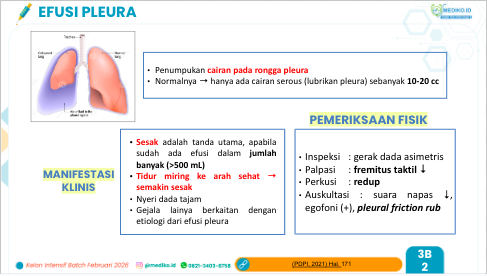 EFUSI PLEURA
MEDIKO.ID
Trachea
Collapsed
lung
• Penumpukan cairan pada rongga pleura
• Normalnya → hanya ada cairan serous (lubrikan pleura) sebanyak 10-20 cc
PEMERIKSAAN FISIK
MANIFESTASI
KLINIS
• Sesak adalah tanda utama, apabila
sudah ada efusi dalam jumlah
banyak (>500 mL)
• Tidur miring ke arah sehat →
semakin sesak
• Nyeri dada tajam
• Gejala lainya berkaitan dengan
etiologi dari efusi pleura
• Inspeksi : gerak dada asimetris
• Palpasi : fremitus taktil ↓
• Perkusi : redup
• Auskultasi : suara napas ↓,
egofoni (+), pleural friction rub
Kelas Intensif Batch Februari 2026
@mediko.id
0821-3403-8758
(PDPI, 2021) Hal. 171
3B
2